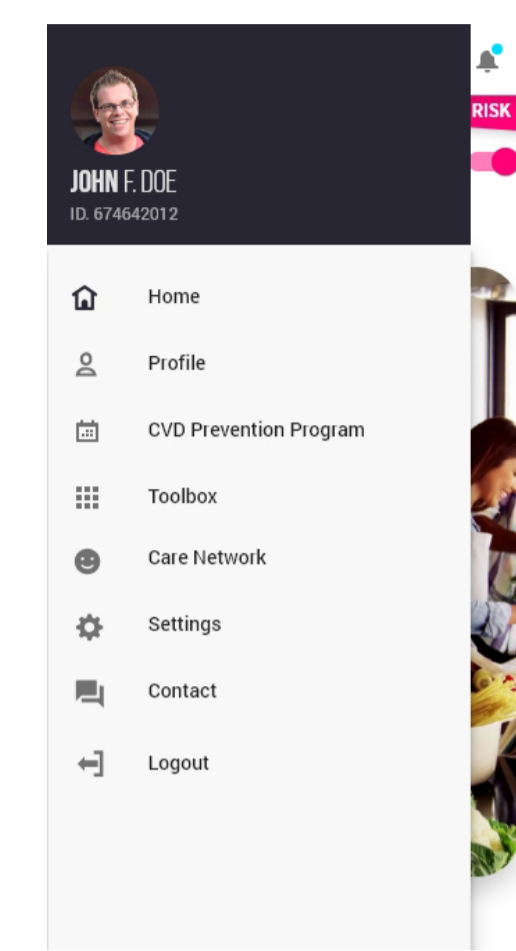 RISK
JOHN F. DOE
ID. 674642012
Home
Profile
CVD Prevention Program
Toolbox
Care Network
Settings
Contact
Logout